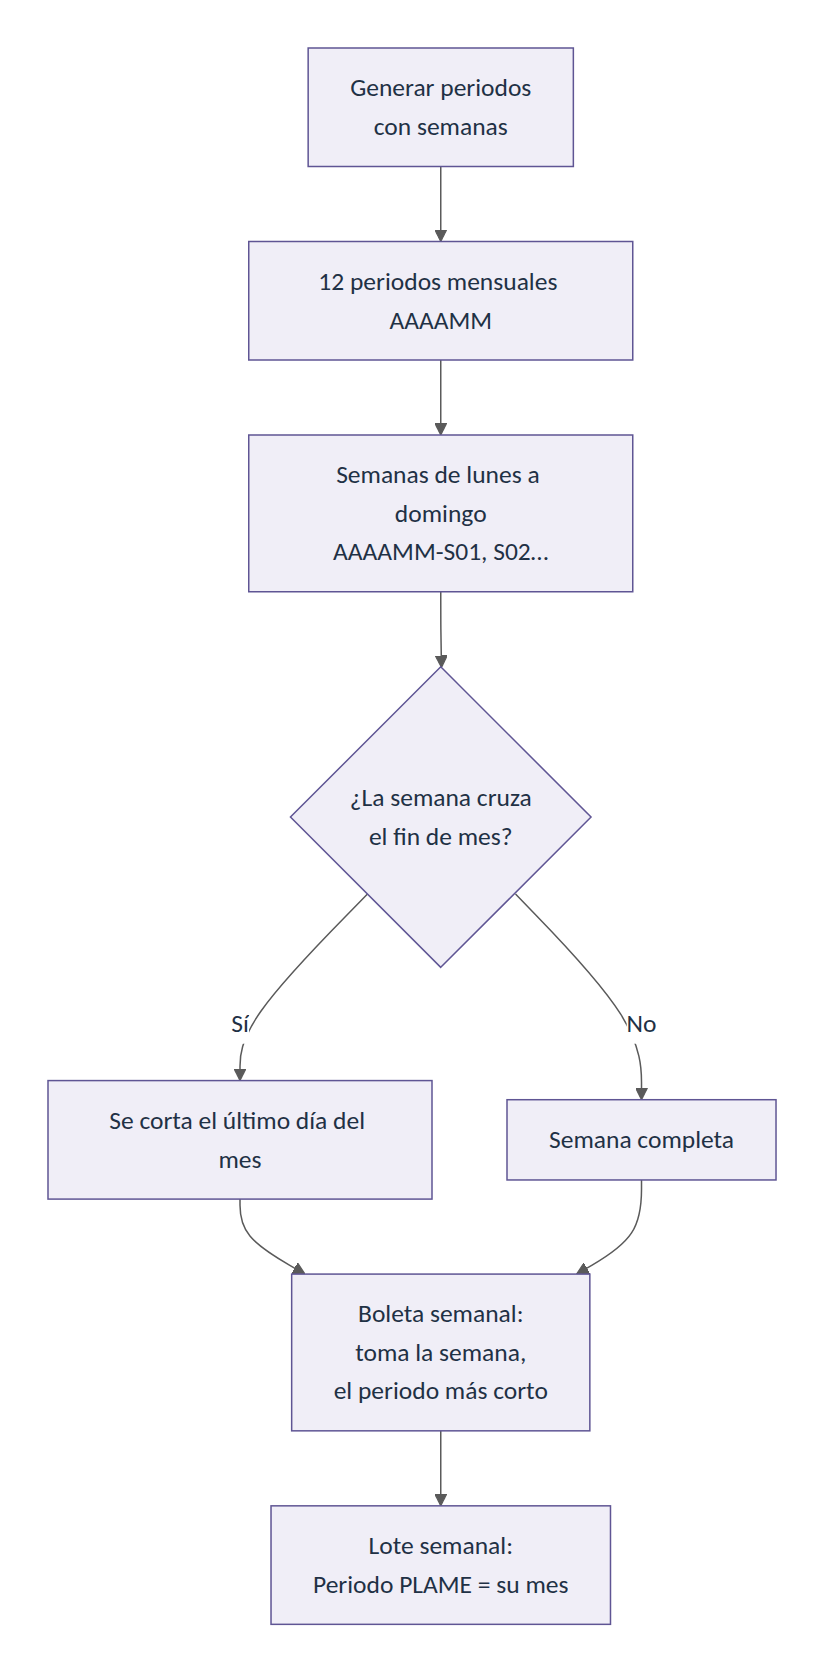 Generar periodos
con semanas
12 periodos mensuales
AAAAMM
Semanas de lunes a
domingo
AAAAMM-S01, S02...
¿La semana cruza
el fin de mes?
Sí
No
Se corta el último día del
mes
Semana completa
Boleta semanal:
toma la semana,
el periodo más corto
Lote semanal:
Periodo PLAME = su mes